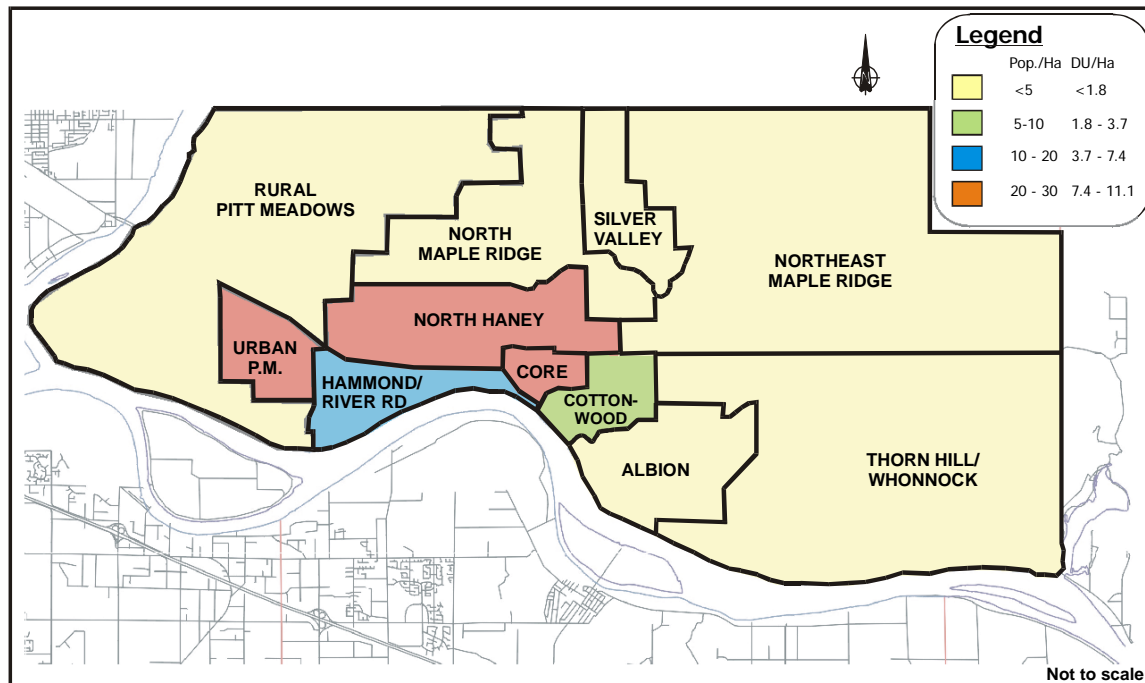 Legend
Pop./Ha DU/Ha
<5 <1.8
5-10 1.8 - 3.7
10 - 20 3.7 - 7.4
20 - 30 7.4 - 11.1
RURAL
PITT MEADOWS
NORTH
MAPLE RIDGE
SILVER
VALLEY
NORTHEAST
MAPLE RIDGE
NORTH HANEY
URBAN
P.M.
HAMMOND/
RIVER RD
CORE
COTTON-
WOOD
ALBION
THORN HILL/
WHONNOCK
Not to scale